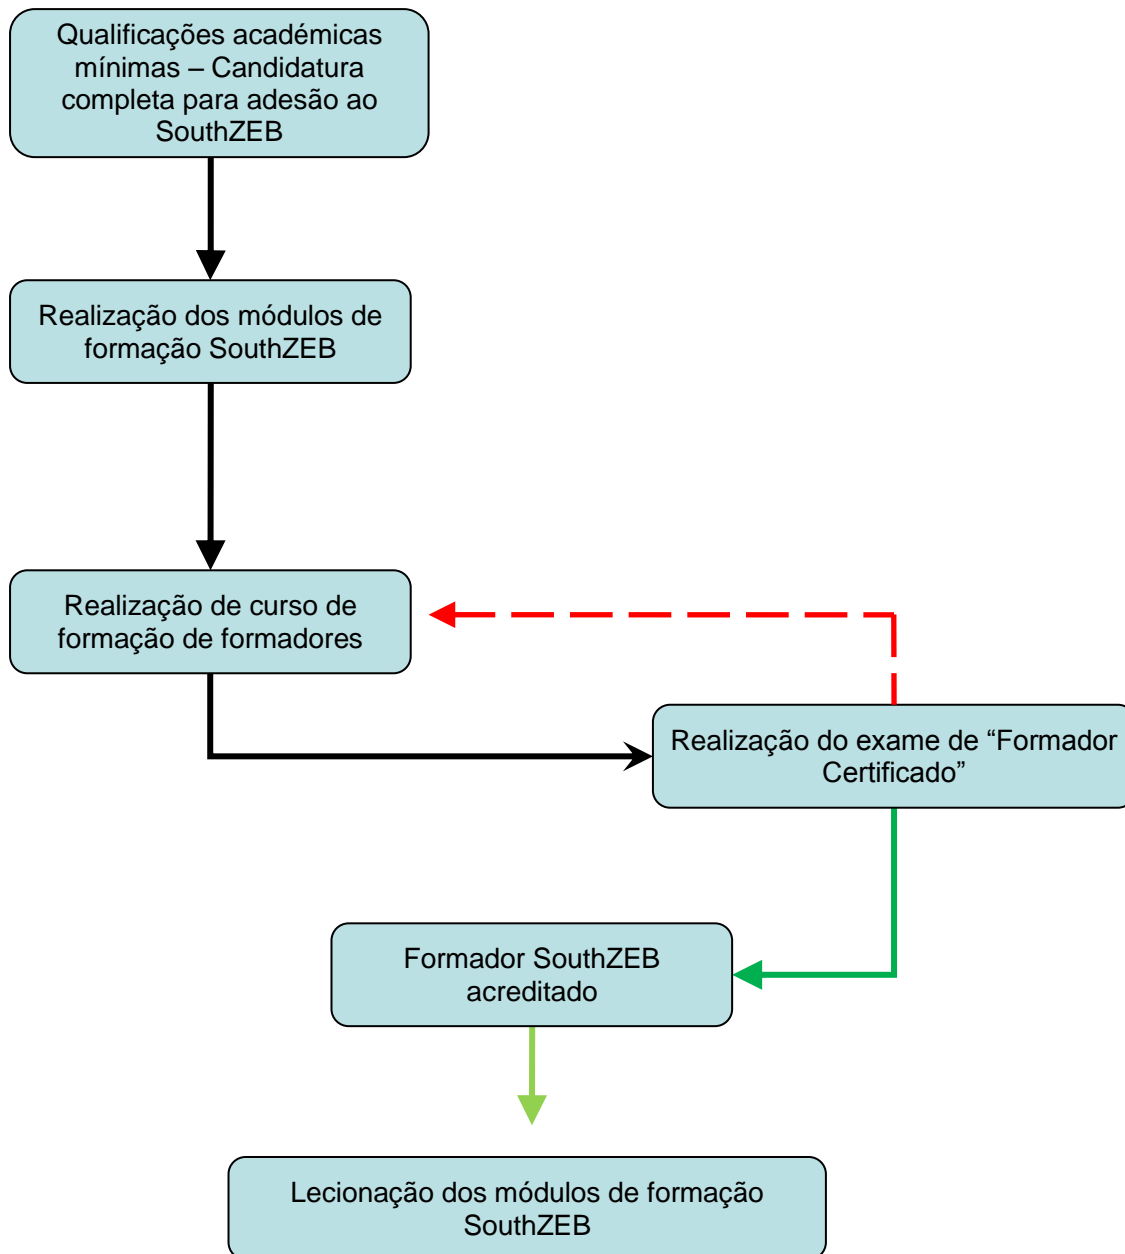 Qualificações académicas
mínimas – Candidatura
completa para adesão ao
SouthZEB
Realização dos módulos de
formação SouthZEB
Realização de curso de
formação de formadores
Realização do exame de “Formador
Certificado”
Formador SouthZEB
acreditado
Lecionação dos módulos de formação
SouthZEB